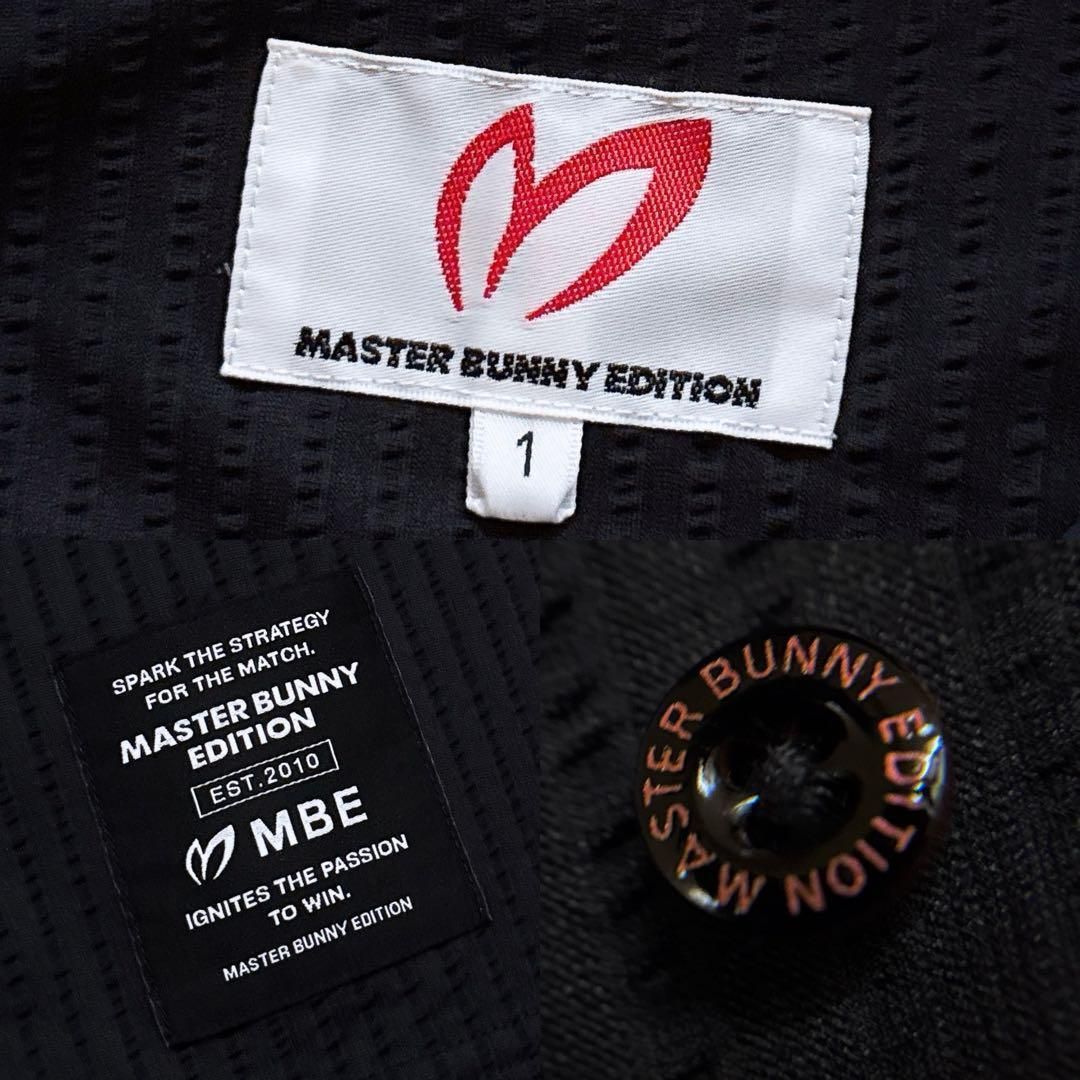 MASTER BUNNY EDITION
1
SPARK THE STRATEGY
FOR THE MATCH.
MASTER BUNNY
EDITION
EST.2010
MBE
IGNITES THE PASSION
TO WIN.
MASTER BUNNY EDITION
MASTER BUNNY EDITION